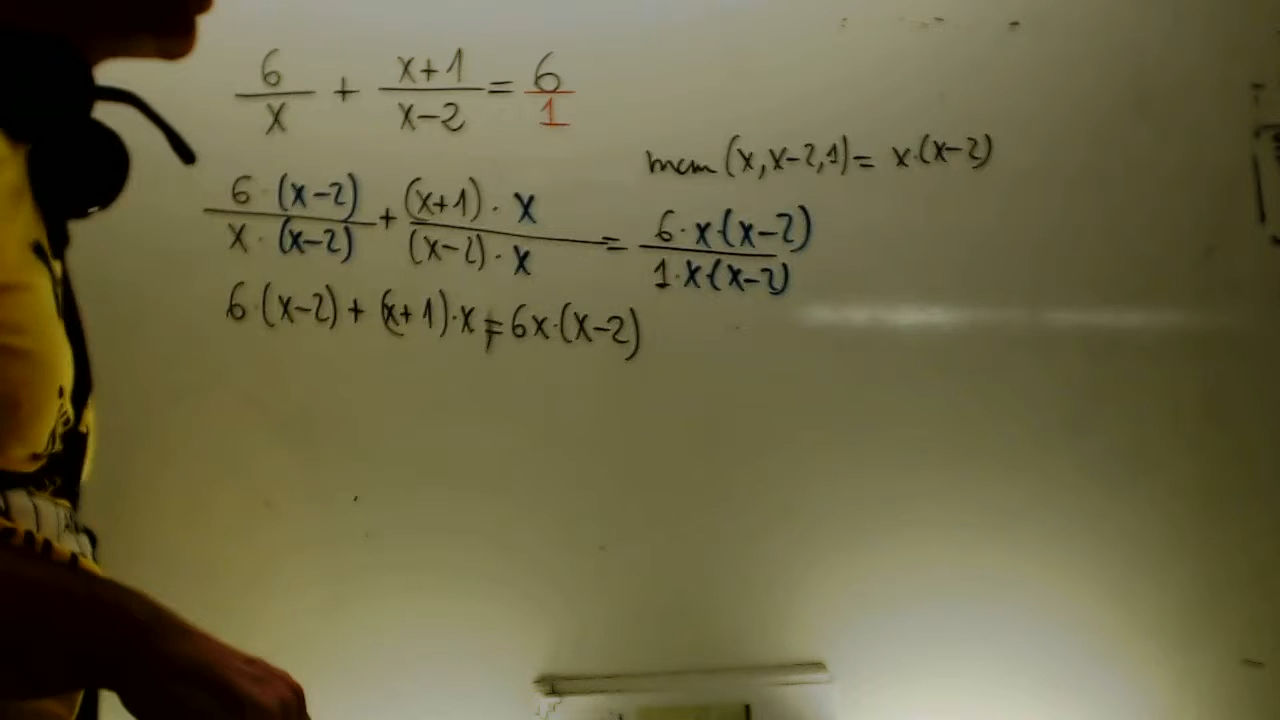 6/x + x+1/x-2 = 6/1
mcm (x, x-2, 1) = x·(x-2)
6·(x-2)/x·(x-2) + (x+1)·x/(x-2)·x = 6·x·(x-2)/1·x·(x-2)
6·(x-2) + (x+1)·x = 6x·(x-2)